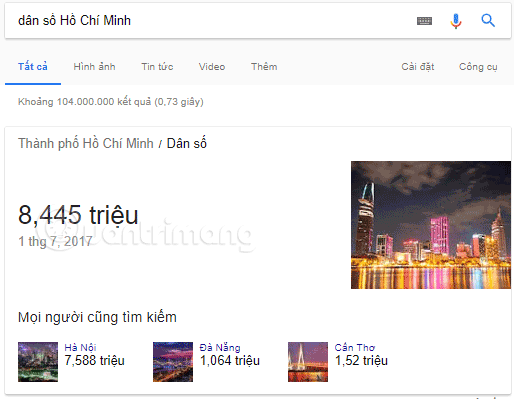 dân số Hồ Chí Minh
Tất cả Hình ảnh Tin tức Video Thêm Cài đặt Công cụ
Khoảng 104.000.000 kết quả (0,73 giây)
Thành phố Hồ Chí Minh / Dân số
8,445 triệu
1 thg 7, 2017
Quantrimang
Mọi người cũng tìm kiếm
Hà Nội
7,588 triệu
Đà Nẵng
1,064 triệu
Cần Thơ
1,52 triệu